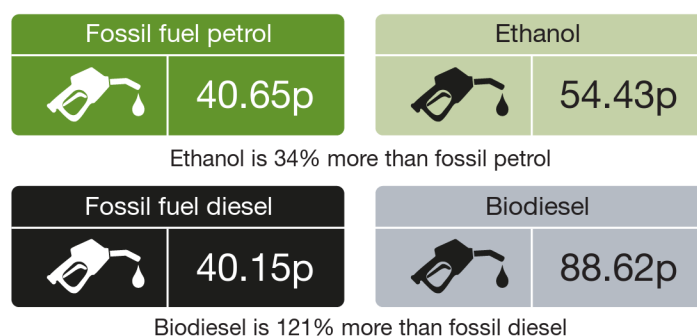 Fossil fuel petrol
Ethanol
40.65p
54.43p
Ethanol is 34% more than fossil petrol
Fossil fuel diesel
Biodiesel
40.15p
88.62p
Biodiesel is 121% more than fossil diesel